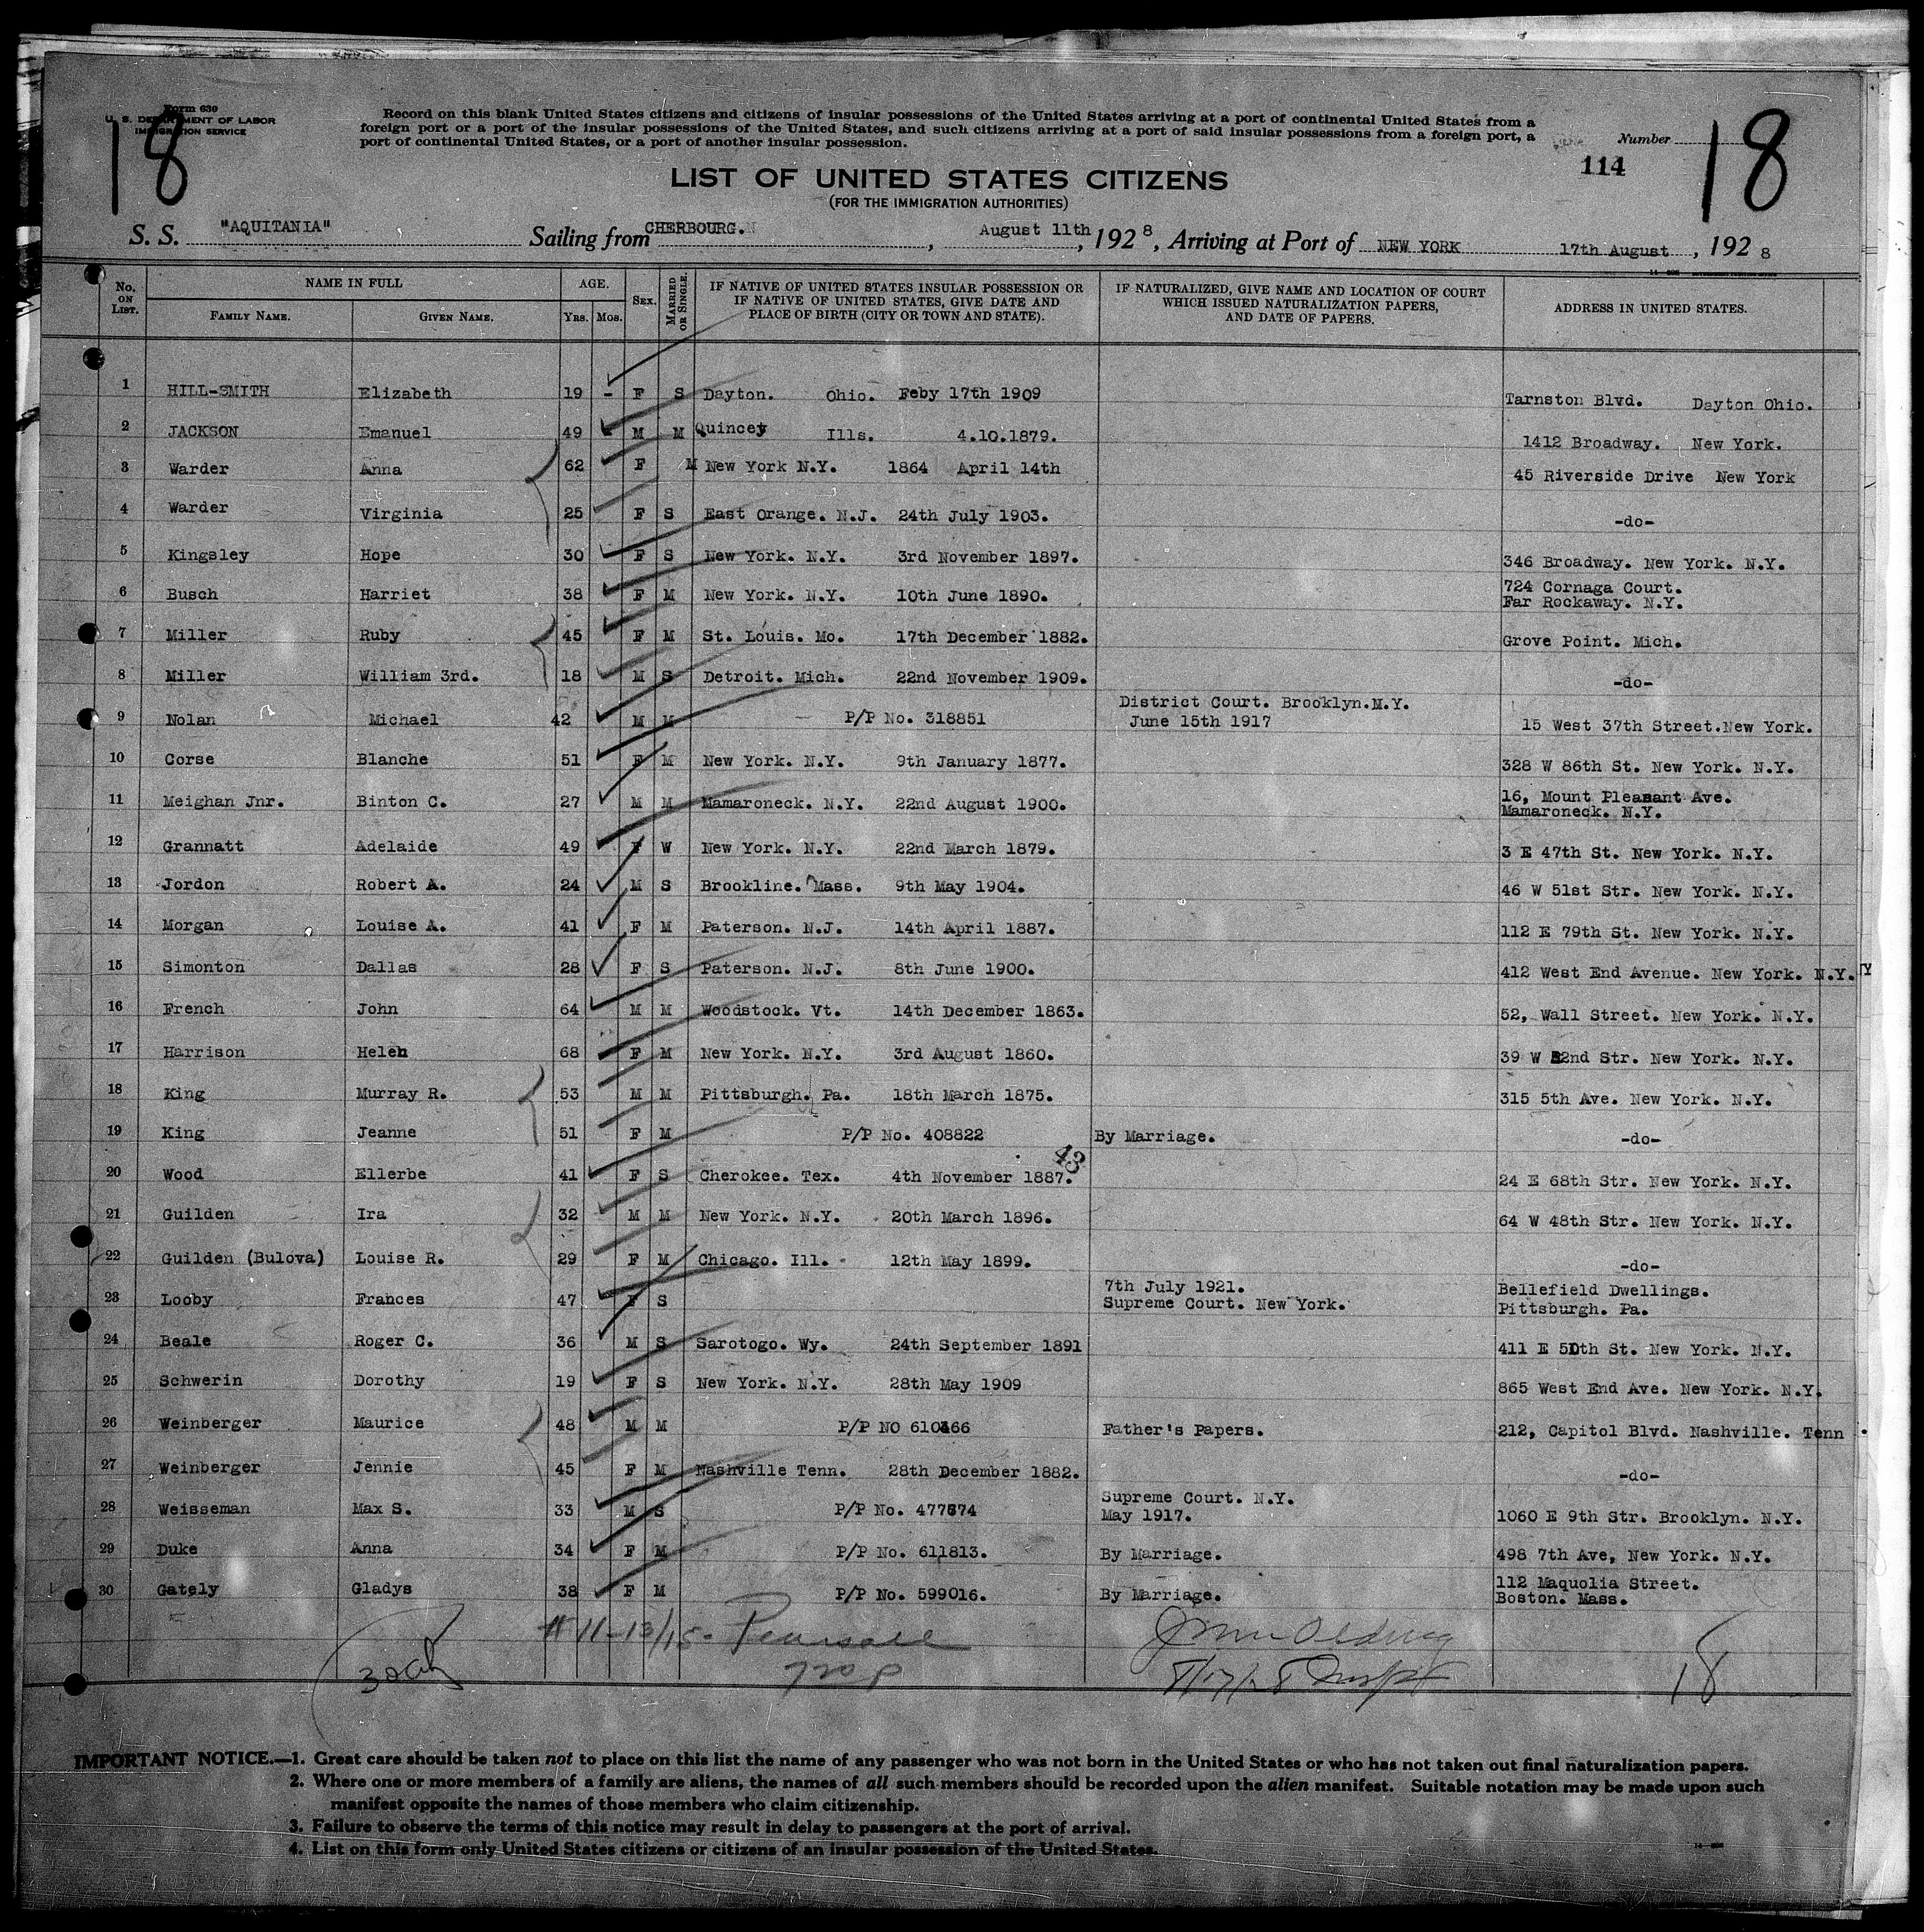 Form 630
U. S. DEPARTMENT OF LABOR
IMMIGRATION SERVICE
18
Record on this blank United States citizens and citizens of insular possessions of the United States arriving at a port of continental United States from a
foreign port or a port of the insular possessions of the United States, and such citizens arriving at a port of said insular possessions from a foreign port, a
port of continental United States, or a port of another insular possession.
Number
114
18
LIST OF UNITED STATES CITIZENS
(FOR THE IMMIGRATION AUTHORITIES)
S. S. "AQUITANIA" Sailing from CHERBOURG. , August 11th , 192 8 , Arriving at Port of NEW YORK 17th August , 192 8
No. ON LIST. NAME IN FULL AGE. SEX. MARRIED OR SINGLE. IF NATIVE OF UNITED STATES INSULAR POSSESSION OR IF NATIVE OF UNITED STATES, GIVE DATE AND PLACE OF BIRTH (CITY OR TOWN AND STATE). IF NATURALIZED, GIVE NAME AND LOCATION OF COURT WHICH ISSUED NATURALIZATION PAPERS, AND DATE OF PAPERS. ADDRESS IN UNITED STATES.
FAMILY NAME. GIVEN NAME. YRS. MOS.
1 HILL-SMITH Elizabeth 19 - F S Dayton. Ohio. Feby 17th 1909 Tarnston Blvd. Dayton Ohio.
2 JACKSON Emanuel 49 - M M Quincey Ills. 4.10.1879. 1412 Broadway. New York.
3 Warder Anna 62 F M New York N.Y. 1864 April 14th 45 Riverside Drive New York
4 Warder Virginia 25 F S East Orange. N.J. 24th July 1903. -do-
5 Kingsley Hope 30 F S New York. N.Y. 3rd November 1897. 346 Broadway. New York. N.Y.
6 Busch Harriet 38 F M New York. N.Y. 10th June 1890. 724 Cornaga Court.
Far Rockaway. N.Y.
7 Miller Ruby 45 F M St. Louis. Mo. 17th December 1882. Grove Point. Mich.
8 Miller William 3rd. 18 M S Detroit. Mich. 22nd November 1909. -do-
9 Nolan Michael 42 M M P/P No. 318851 District Court. Brooklyn.M.Y.
June 15th 1917 15 West 37th Street.New York.
10 Corse Blanche 51 F M New York. N.Y. 9th January 1877. 328 W 86th St. New York. N.Y.
11 Meighan Jnr. Binton C. 27 M M Mamaroneck. N.Y. 22nd August 1900. 16, Mount Pleasant Ave.
Mamaroneck. N.Y.
12 Grannatt Adelaide 49 F W New York. N.Y. 22nd March 1879. 3 E 47th St. New York. N.Y.
13 Jordon Robert A. 24 M S Brookline. Mass. 9th May 1904. 46 W 51st Str. New York. N.Y.
14 Morgan Louise A. 41 F M Paterson. N.J. 14th April 1887. 112 E 79th St. New York. N.Y.
15 Simonton Dallas 28 F S Paterson. N.J. 8th June 1900. 412 West End Avenue. New York. N.Y.
16 French John 64 M M Woodstock. Vt. 14th December 1863. 52, Wall Street. New York. N.Y.
17 Harrison Helen 68 F M New York. N.Y. 3rd August 1860. 39 W 52nd Str. New York. N.Y.
18 King Murray R. 53 M M Pittsburgh. Pa. 18th March 1875. 315 5th Ave. New York. N.Y.
19 King Jeanne 51 F M P/P No. 408822 By Marriage. -do-
43
20 Wood Ellerbe 41 F S Cherokee. Tex. 4th November 1887. 24 E 68th Str. New York. N.Y.
21 Guilden Ira 32 M M New York. N.Y. 20th March 1896. 64 W 48th Str. New York. N.Y.
22 Guilden (Bulova) Louise R. 29 F M Chicago. Ill. 12th May 1899. -do-
23 Looby Frances 47 F S 7th July 1921.
Supreme Court. New York. Bellefield Dwellings.
Pittsburgh. Pa.
24 Beale Roger C. 36 M S Sarotogo. Wy. 24th September 1891 411 E 50th St. New York. N.Y.
25 Schwerin Dorothy 19 F S New York. N.Y. 28th May 1909 865 West End Ave. New York. N.Y.
26 Weinberger Maurice 48 M M P/P NO 610466 Father's Papers. 212, Capitol Blvd. Nashville. Tenn.
27 Weinberger Jennie 45 F M Nashville Tenn. 28th December 1882. -do-
28 Weisseman Max S. 33 M S P/P No. 477574 Supreme Court. N.Y.
May 1917. 1060 E 9th Str. Brooklyn. N.Y.
29 Duke Anna 34 F M P/P No. 611813. By Marriage. 498 7th Ave, New York. N.Y.
30 Gately Gladys 38 F M P/P No. 599016. By Marriage. 112 Maquolia Street.
Boston. Mass.
# 11-13/15-
8/17/28
18
IMPORTANT NOTICE.—1. Great care should be taken not to place on this list the name of any passenger who was not born in the United States or who has not taken out final naturalization papers.
2. Where one or more members of a family are aliens, the names of all such members should be recorded upon the alien manifest. Suitable notation may be made upon such
manifest opposite the names of those members who claim citizenship.
3. Failure to observe the terms of this notice may result in delay to passengers at the port of arrival.
4. List on this form only United States citizens or citizens of an insular possession of the United States.